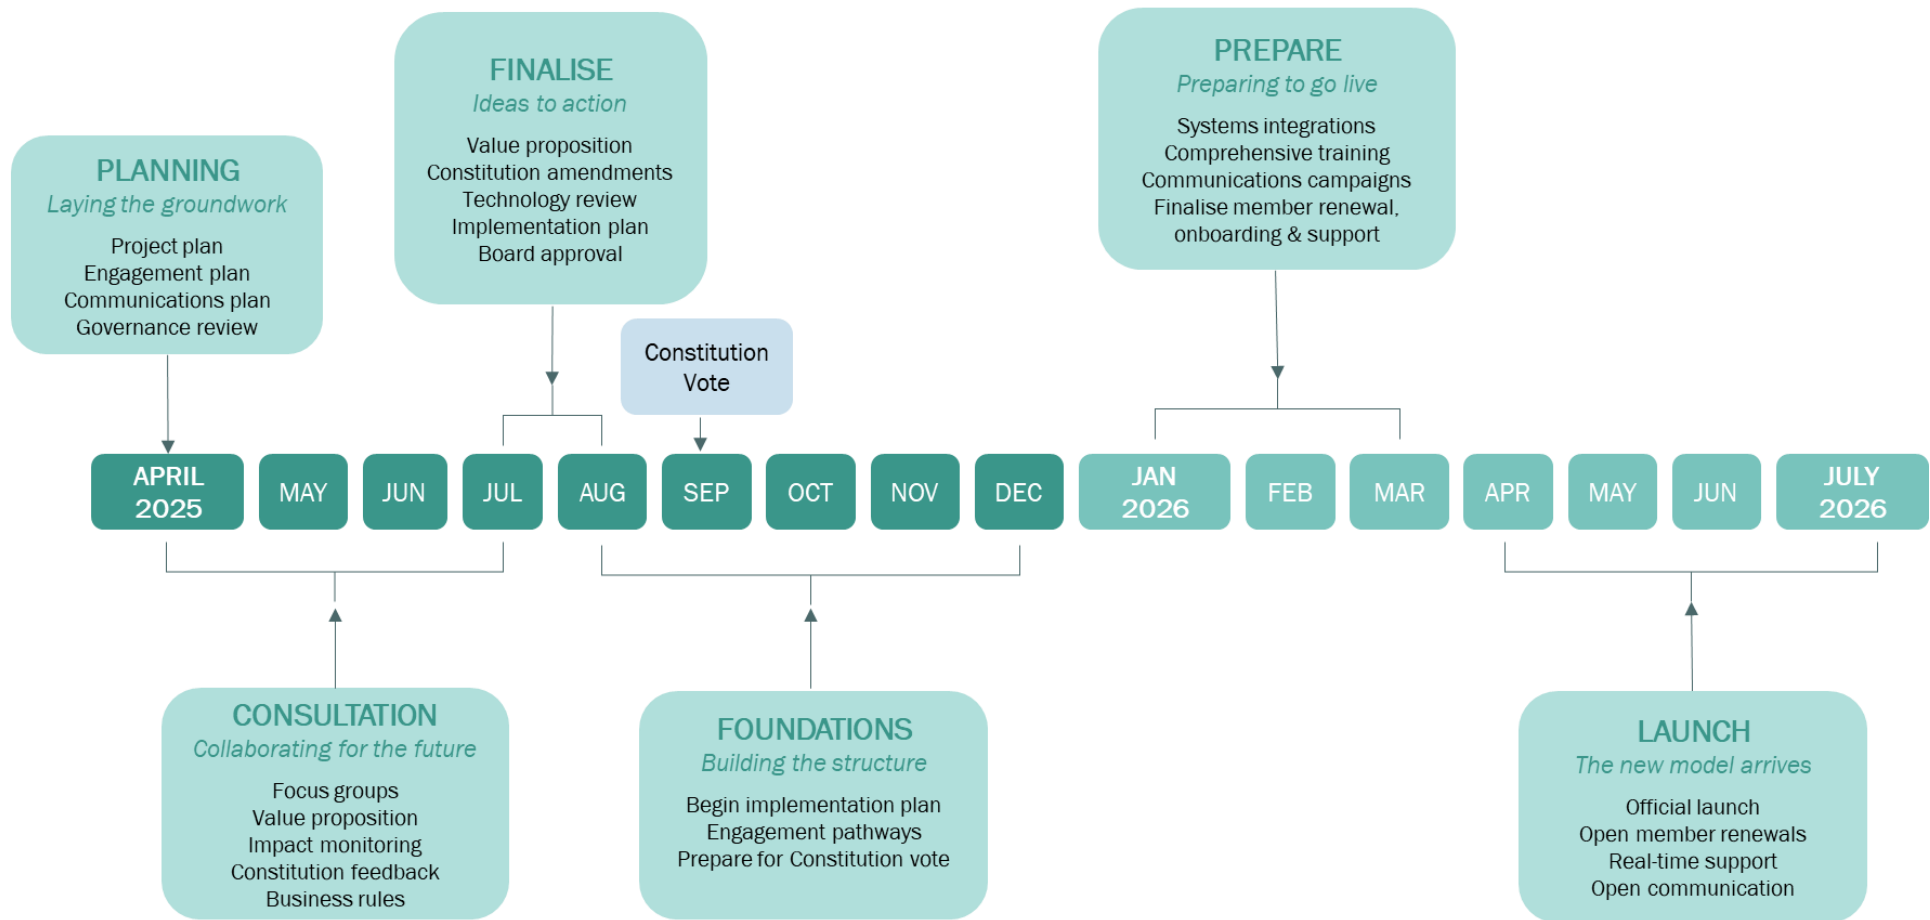 PLANNING
Laying the groundwork
Project plan
Engagement plan
Communications plan
Governance review
FINALISE
Ideas to action
Value proposition
Constitution amendments
Technology review
Implementation plan
Board approval
Constitution
Vote
PREPARE
Preparing to go live
Systems integrations
Comprehensive training
Communications campaigns
Finalise member renewal,
onboarding & support
APRIL
2025
MAY
JUN
JUL
AUG
SEP
OCT
NOV
DEC
JAN
2026
FEB
MAR
APR
MAY
JUN
JULY
2026
CONSULTATION
Collaborating for the future
Focus groups
Value proposition
Impact monitoring
Constitution feedback
Business rules
FOUNDATIONS
Building the structure
Begin implementation plan
Engagement pathways
Prepare for Constitution vote
LAUNCH
The new model arrives
Official launch
Open member renewals
Real-time support
Open communication